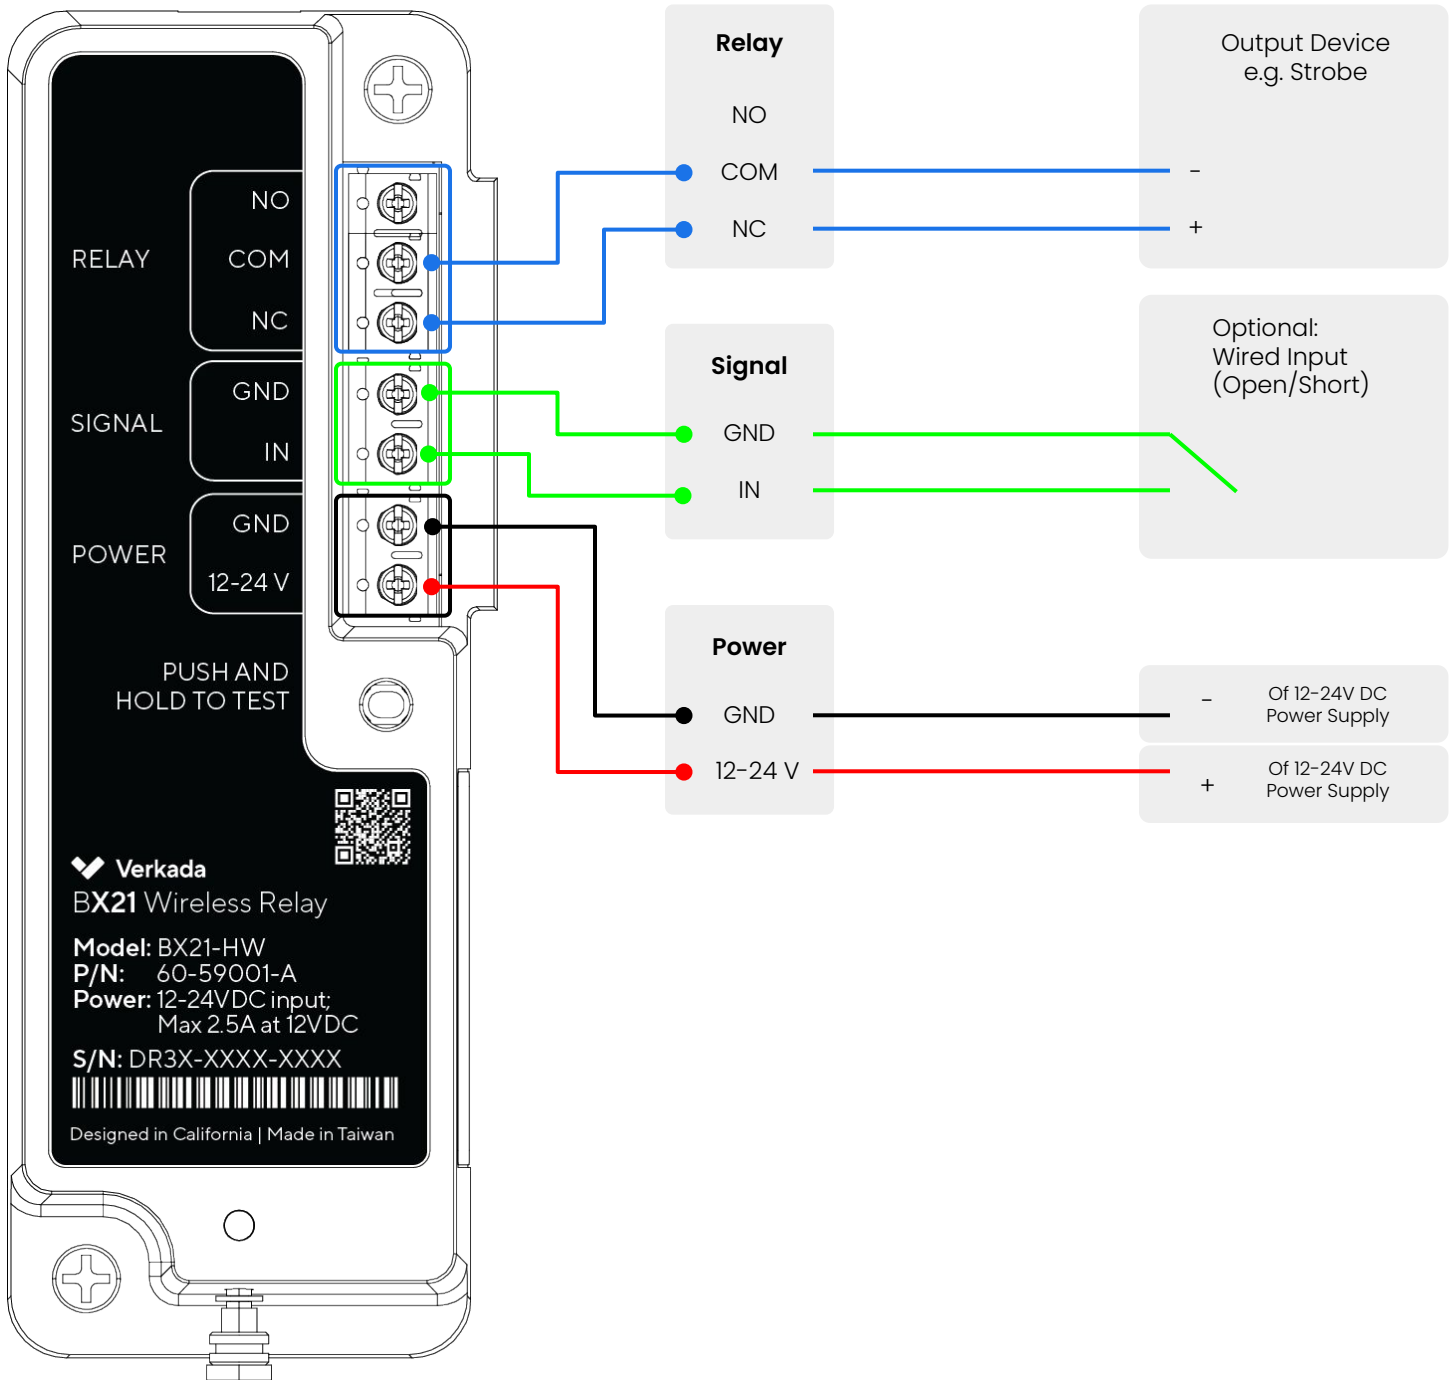 RELAY
NO
COM
NC
SIGNAL
GND
IN
POWER
GND
12-24 V
PUSH AND
HOLD TO TEST
Verkada
BX21 Wireless Relay
Model: BX21-HW
P/N: 60-59001-A
Power: 12-24VDC input;
Max 2.5A at 12VDC
S/N: DR3X-XXXX-XXXX
Designed in California | Made in Taiwan
Relay
NO
COM
NC
Signal
GND
IN
Power
GND
12-24 V
Output Device
e.g. Strobe
-
+
Optional:
Wired Input
(Open/Short)
-
Of 12-24V DC
Power Supply
+
Of 12-24V DC
Power Supply